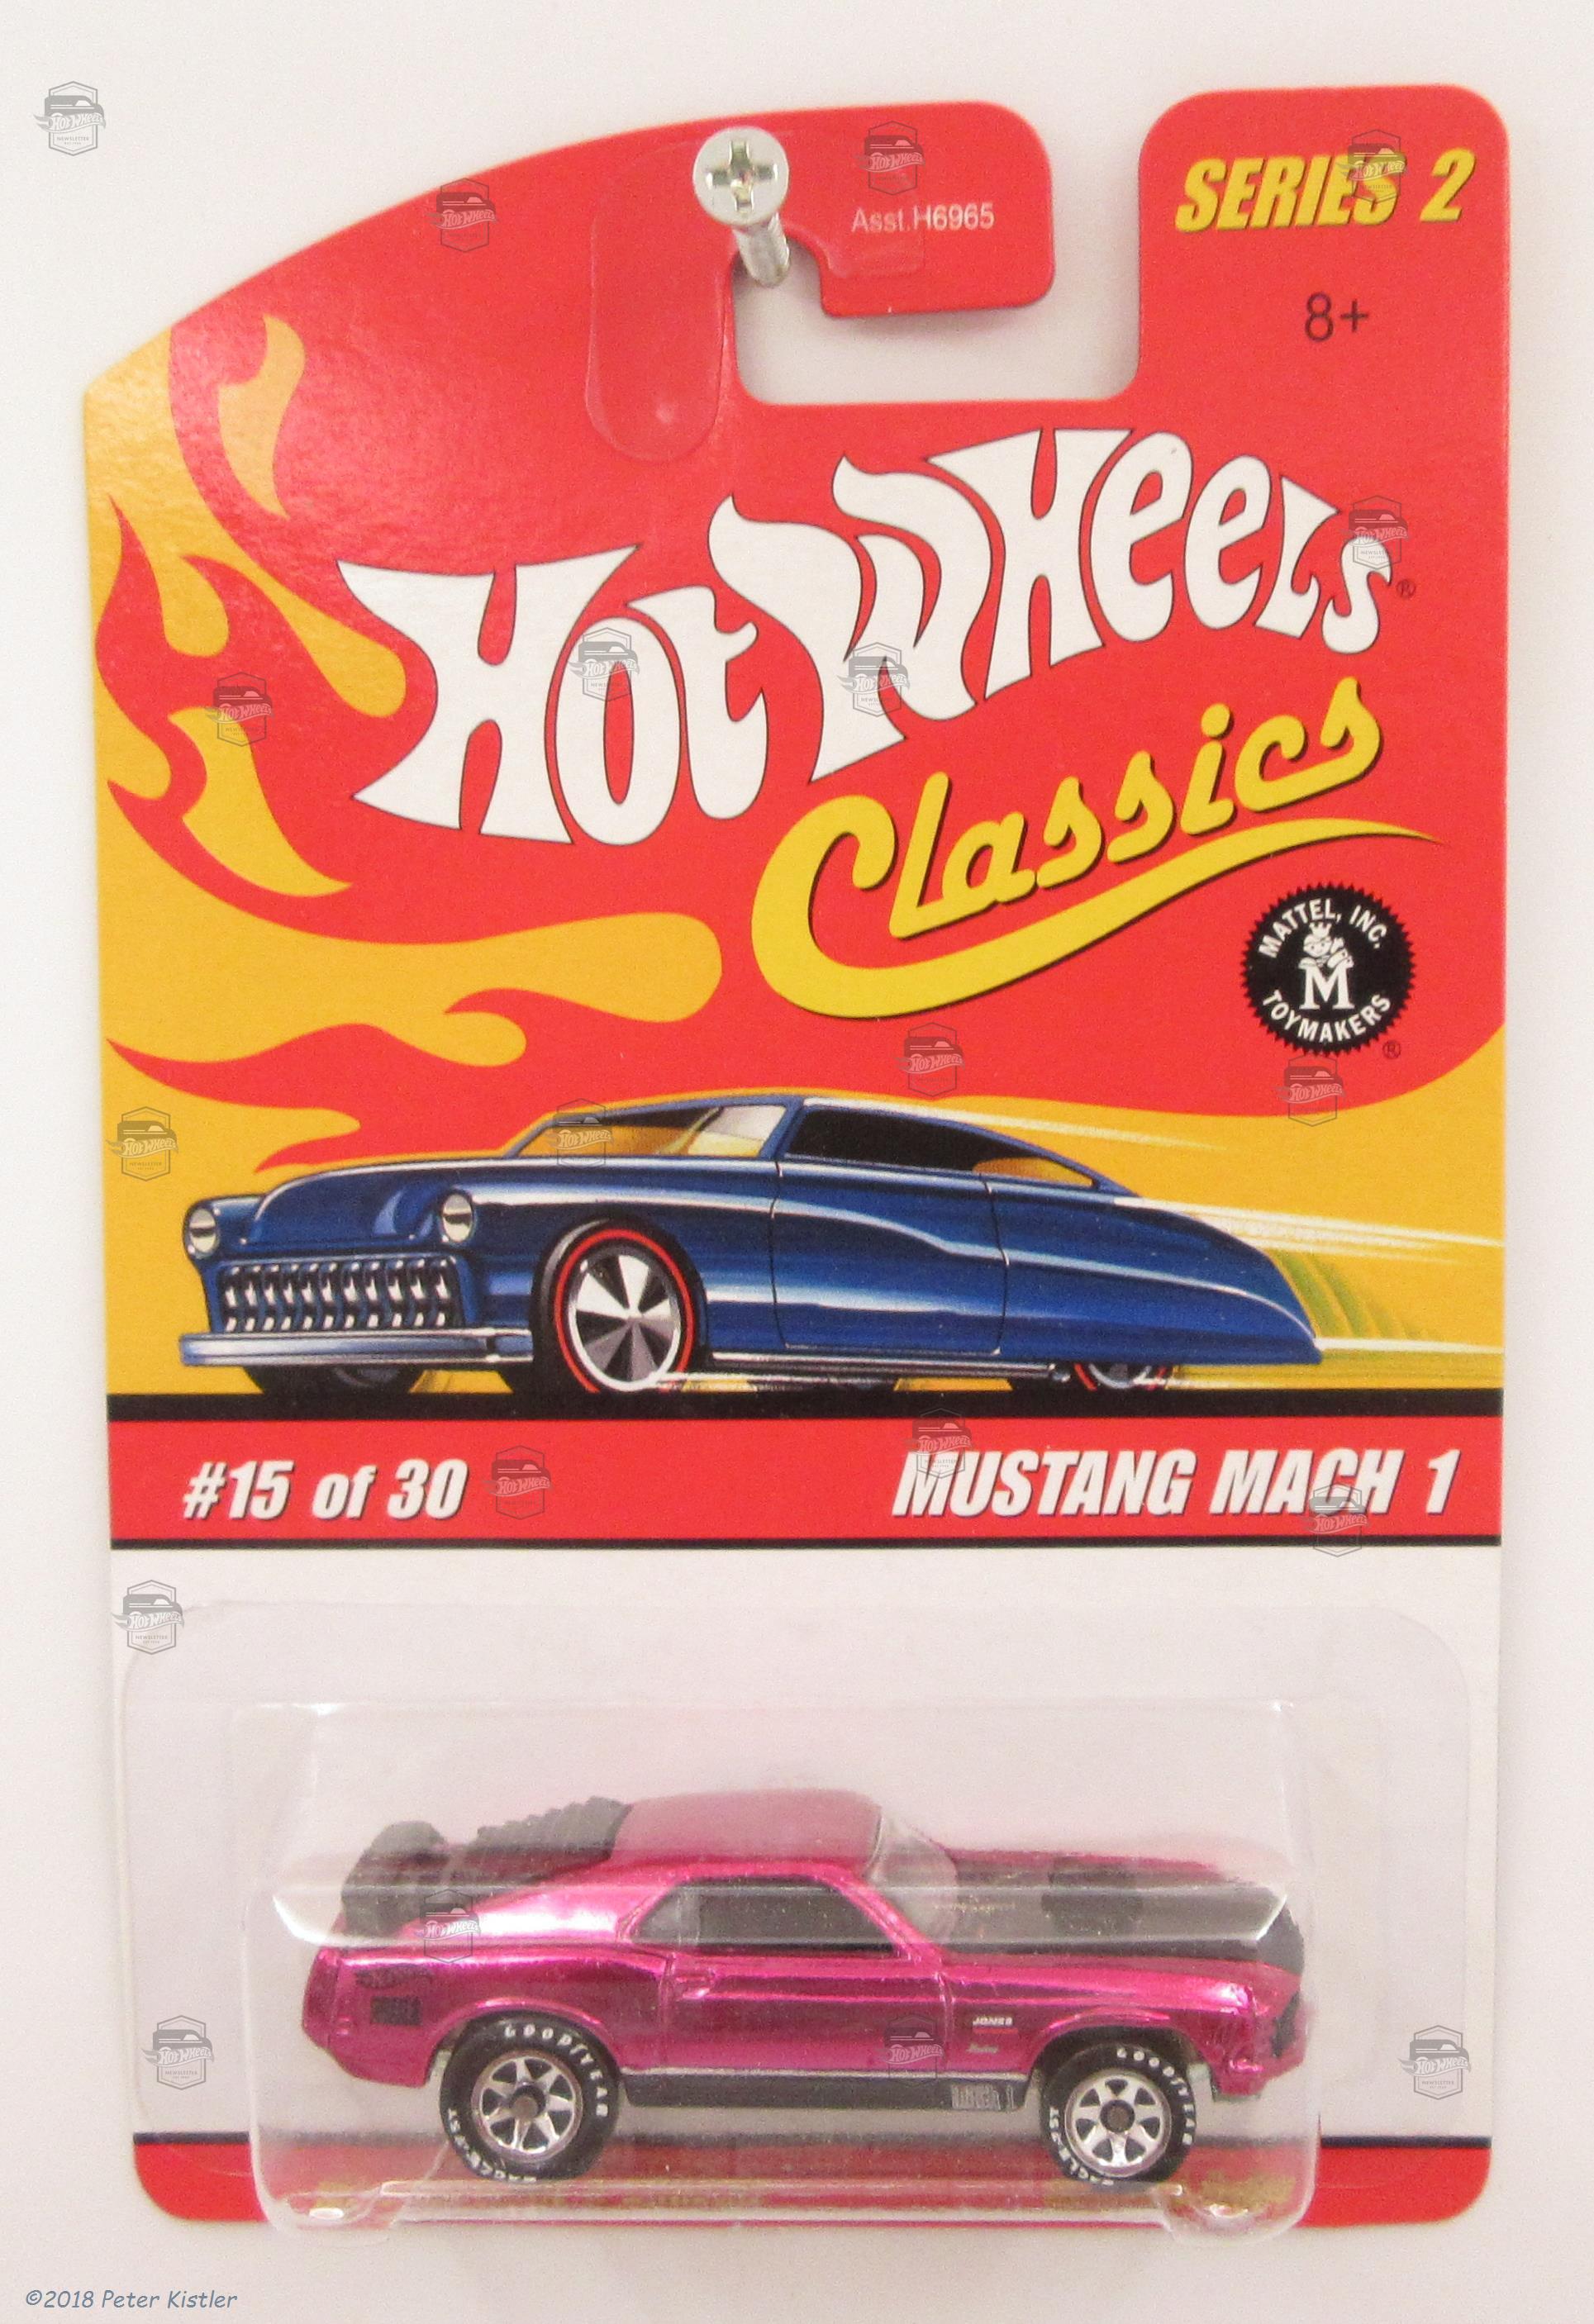 SERIES 2
Asst.H6965
8+
Hot Wheels®
Classics
MATTEL, INC.
M
TOYMAKERS
®
#15 of 30
MUSTANG MACH 1
JONES
GOODYEAR
GOODYEAR
©2018 Peter Kistler